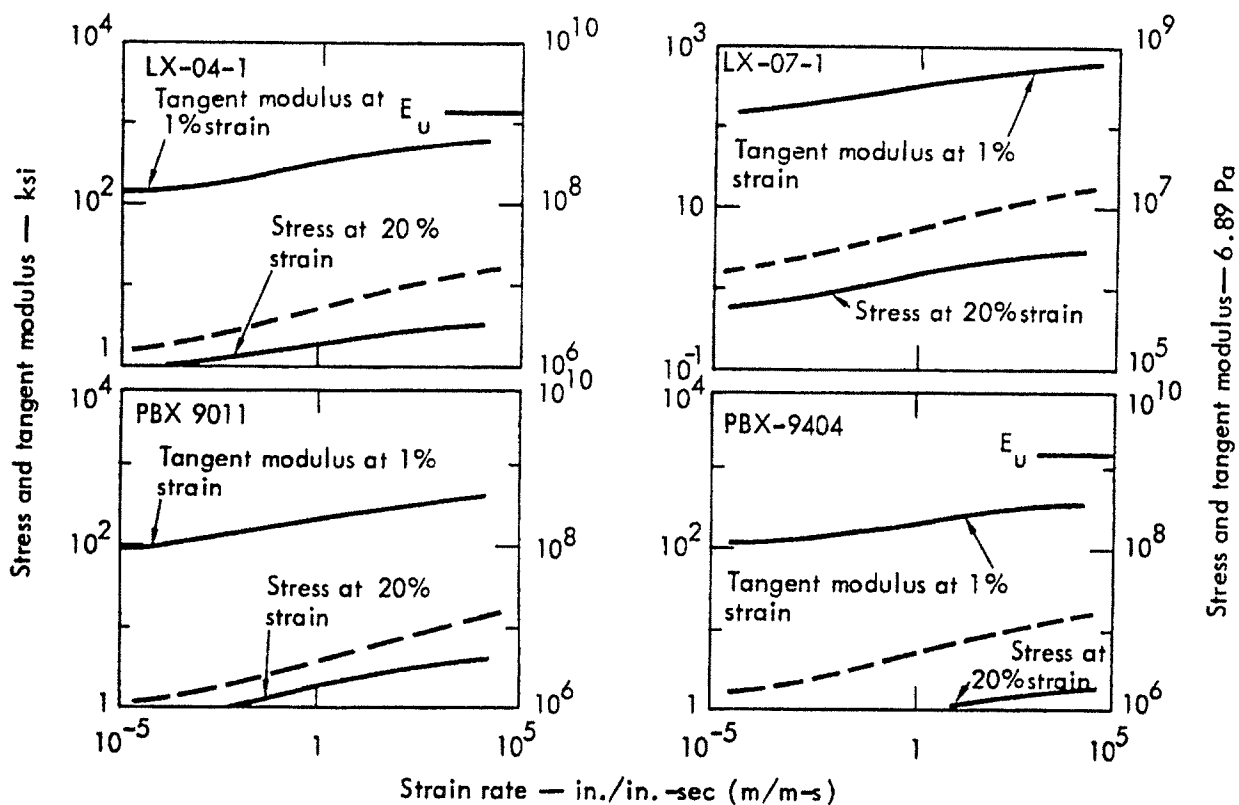 Stress and tangent modulus — ksi
10^4
10^2
1
LX-04-1
Tangent modulus at
1% strain
E_u
Stress at 20%
strain
10^10
10^8
10^6
10^3
10
10^-1
LX-07-1
Tangent modulus at 1%
strain
Stress at 20% strain
10^9
10^7
10^5
10^4
10^2
1
PBX 9011
Tangent modulus at 1%
strain
Stress at 20%
strain
10^10
10^8
10^6
10^-5
1
10^5
10^4
10^2
1
PBX-9404
E_u
Tangent modulus at 1%
strain
Stress at
20% strain
10^10
10^8
10^6
10^-5
1
10^5
Stress and tangent modulus — 6.89 Pa
Strain rate — in./in.-sec (m/m-s)